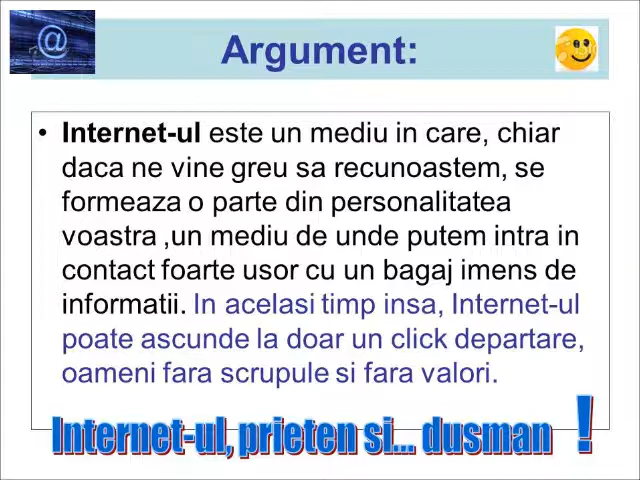 @
Argument:
• Internet-ul este un mediu in care, chiar
daca ne vine greu sa recunoastem, se
formeaza o parte din personalitatea
voastra ,un mediu de unde putem intra in
contact foarte usor cu un bagaj imens de
informatii. In acelasi timp insa, Internet-ul
poate ascunde la doar un click departare,
oameni fara scrupule si fara valori.
Internet-ul, prieten si... dusman !